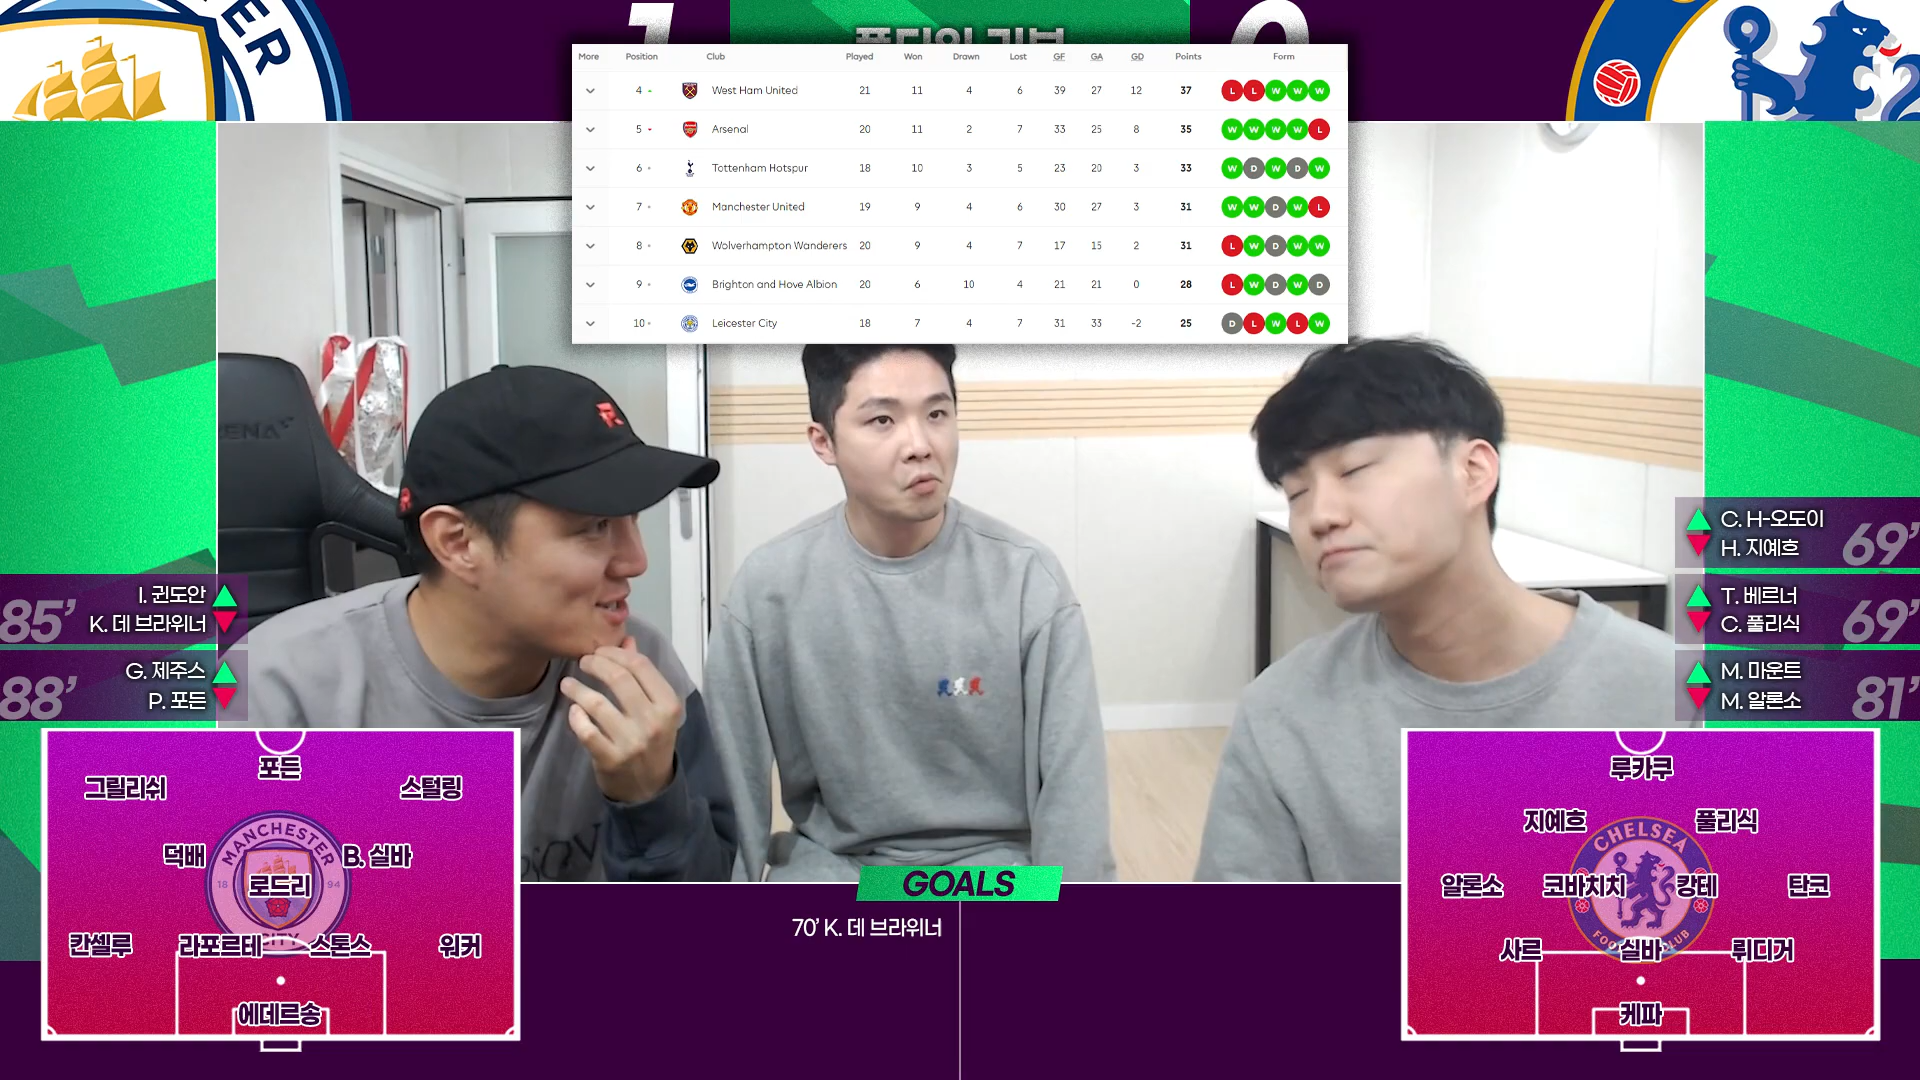 ER
1
0
More Position Club Played Won Drawn Lost GF GA GD Points Form
4 West Ham United 21 11 4 6 39 27 12 37 L L W W W
5 Arsenal 20 11 2 7 33 25 8 35 W W W W L
6 Tottenham Hotspur 18 10 3 5 23 20 3 33 W D W D W
7 Manchester United 19 9 4 6 30 27 3 31 W W D W L
8 Wolverhampton Wanderers 20 9 4 7 17 15 2 31 L W D W W
9 Brighton and Hove Albion 20 6 10 4 21 21 0 28 L W D W D
10 Leicester City 18 7 4 7 31 33 -2 25 D L W L W
85’
I. 귄도안
K. 데 브라위너
88’
G. 제주스
P. 포든
C. H-오도이
H. 지예흐
69’
T. 베르너
C. 풀리식
69’
M. 마운트
M. 알론소
81’
포든
그릴리쉬
스털링
덕배
B. 실바
로드리
MANCHESTER
18 94
CITY
칸셀루
라포르테
스톤스
워커
에데르송
GOALS
70’ K. 데 브라위너
루카쿠
지예흐
풀리식
CHELSEA
알론소
코바치치
캉테
탄코
FOOTBALL CLUB
사르
실바
뤼디거
케파